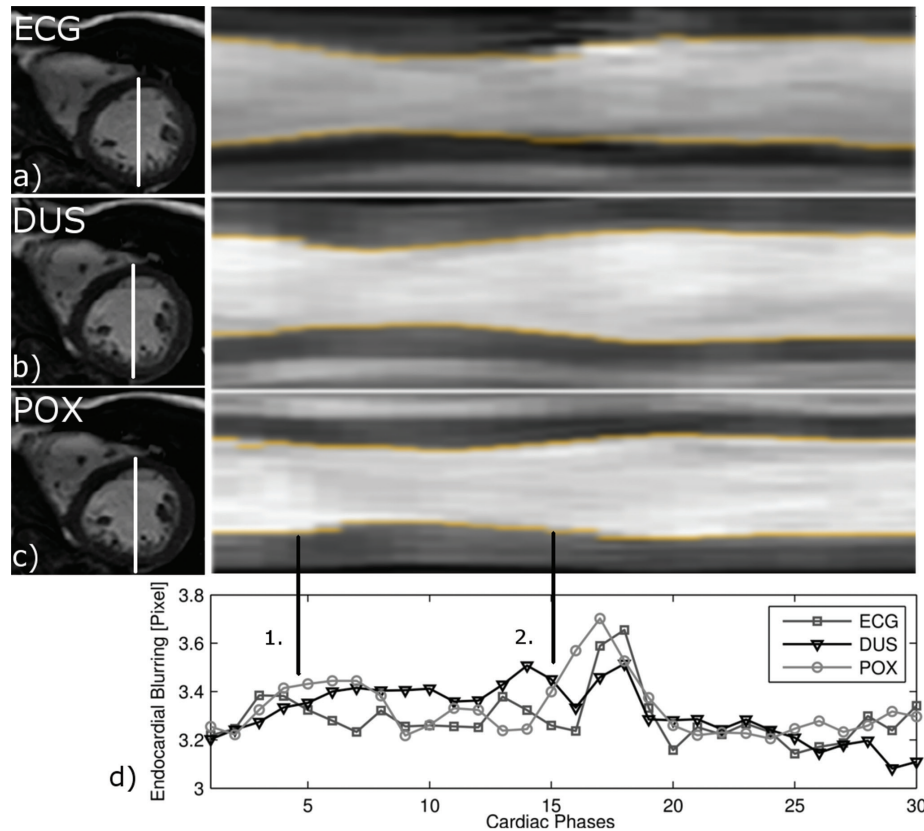 ECG
a)
DUS
b)
POX
c)
1.
2.
d)
Endocardial Blurring [Pixel]
3.8
3.6
3.4
3.2
3
ECG
DUS
POX
5
10
15
20
25
30
Cardiac Phases